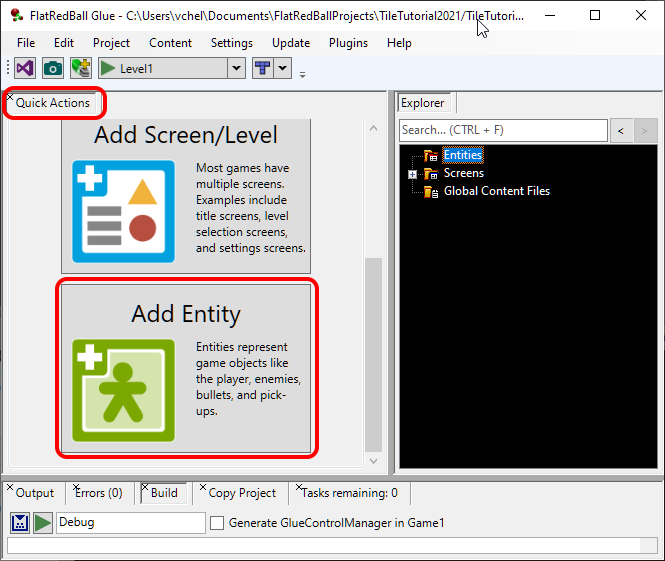 FlatRedBall Glue - C:\Users\vchel\Documents\FlatRedBallProjects\TileTutorial2021/TileTutori...
File Edit Project Content Settings Update Plugins Help
Level1
Quick Actions
Add Screen/Level
Most games have
multiple screens.
Examples include
title screens, level
selection screens,
and settings screens.
Add Entity
Entities represent
game objects like
the player, enemies,
bullets, and pick-
ups.
Explorer
Search... (CTRL + F)
< >
Entities
Screens
Global Content Files
Output Errors (0) Build Copy Project Tasks remaining: 0
Debug Generate GlueControlManager in Game1